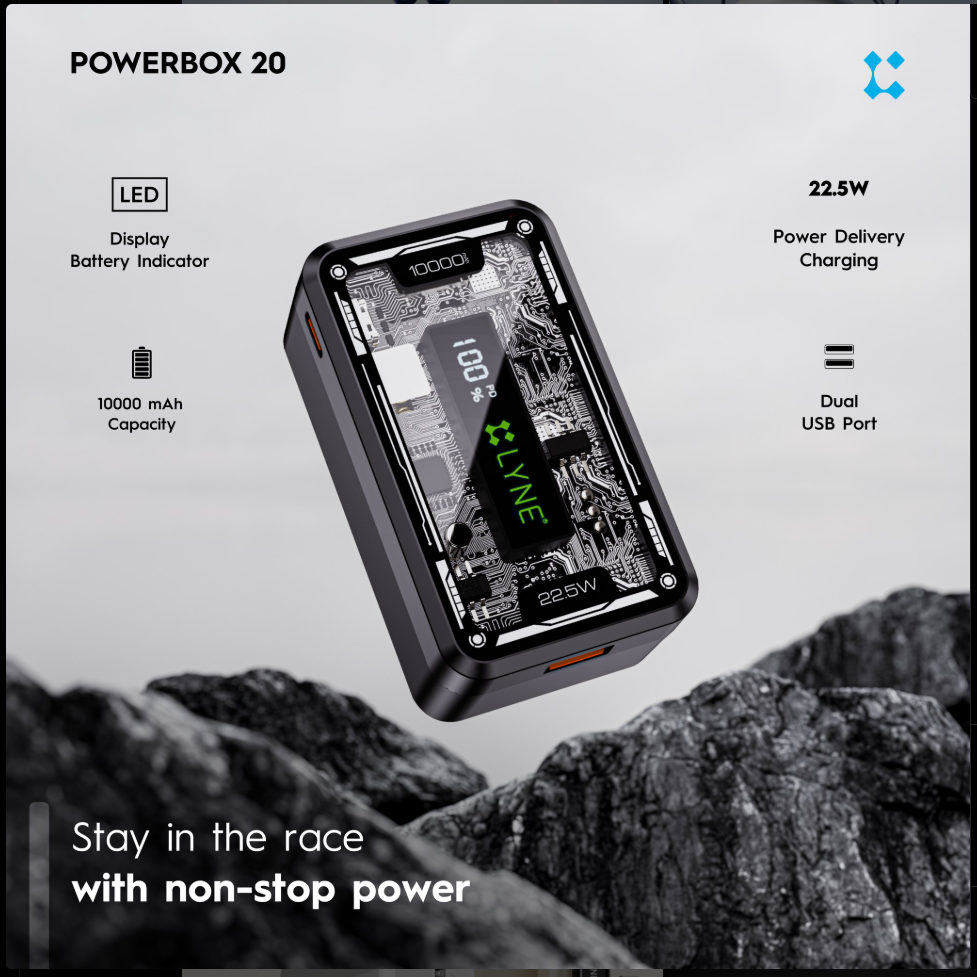 POWERBOX 20
LED
Display
Battery Indicator
22.5W
Power Delivery
Charging
10000 mAh
Capacity
Dual
USB Port
10000
100
%
PD
LYNE
22.5W
Stay in the race
with non-stop power